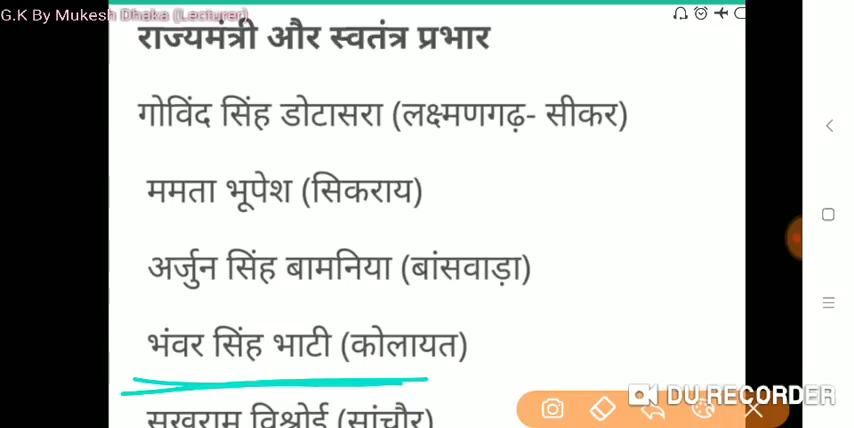 G.K By Mukesh Dhaka (Lecturer)
राज्यमंत्री और स्वतंत्र प्रभार
गोविंद सिंह डोटासरा (लक्ष्मणगढ़- सीकर)
ममता भूपेश (सिकराय)
अर्जुन सिंह बामनिया (बांसवाड़ा)
भंवर सिंह भाटी (कोलायत)
सुखराम विश्नोई (सांचौर)
DU RECORDER